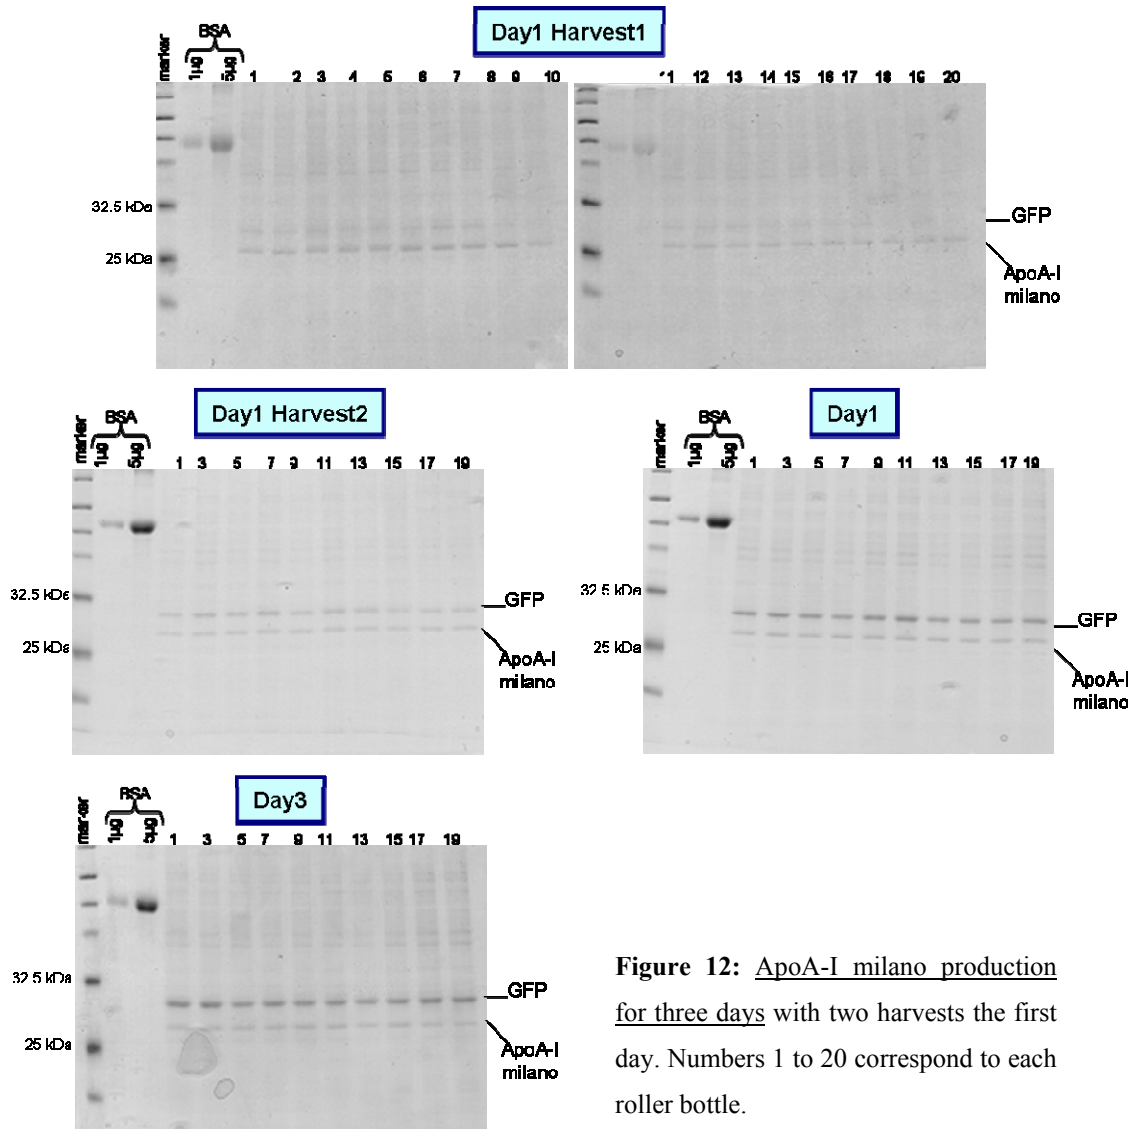 Day1 Harvest1
marker
BSA
1µg 5µg
1 2 3 4 5 6 7 8 9 10
11 12 13 14 15 16 17 18 19 20
32.5 kDa
25 kDa
GFP
ApoA-I
milano
Day1 Harvest2
marker
BSA
1µg 5µg
1 3 5 7 9 11 13 15 17 19
32.5 kDa
25 kDa
GFP
ApoA-I
milano
Day1
marker
BSA
1µg 5µg
1 3 5 7 9 11 13 15 17 19
32.5 kDa
25 kDa
GFP
ApoA-I
milano
Day3
marker
BSA
1µg 5µg
1 3 5 7 9 11 13 15 17 19
32.5 kDa
25 kDa
GFP
ApoA-I
milano
Figure 12: ApoA-I milano production
for three days with two harvests the first
day. Numbers 1 to 20 correspond to each
roller bottle.